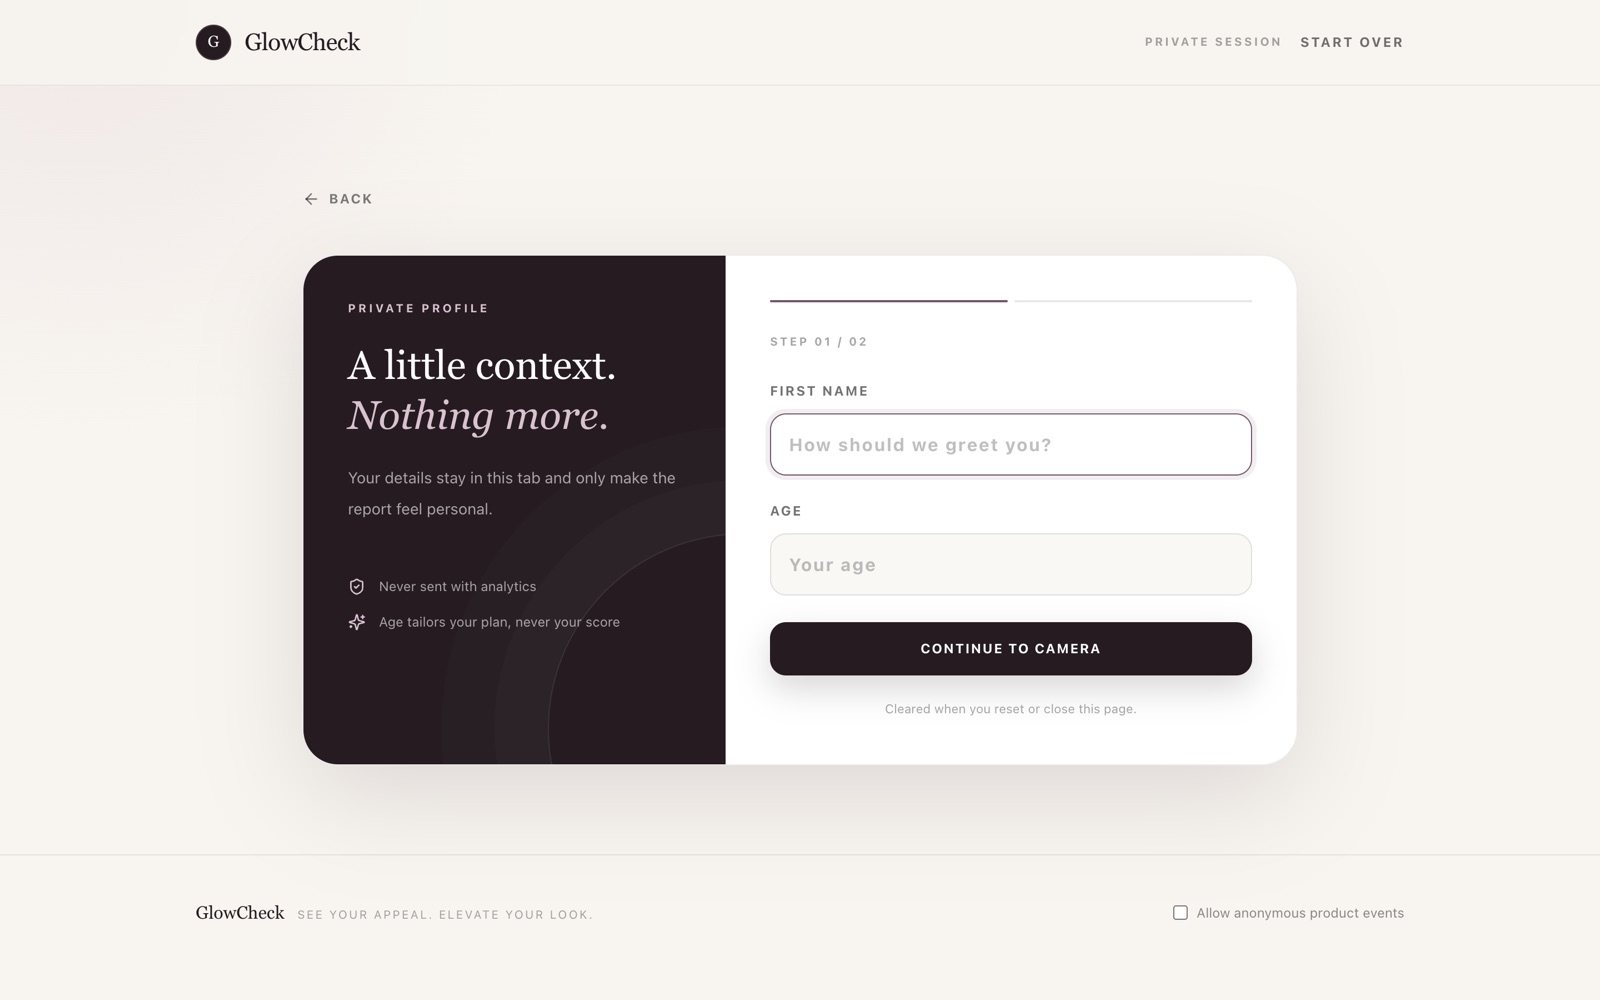 G
GlowCheck
PRIVATE SESSION
START OVER
BACK
PRIVATE PROFILE
A little context.
Nothing more.
Your details stay in this tab and only make the
report feel personal.
Never sent with analytics
Age tailors your plan, never your score
STEP 01 / 02
FIRST NAME
How should we greet you?
AGE
Your age
CONTINUE TO CAMERA
Cleared when you reset or close this page.
GlowCheck
SEE YOUR APPEAL. ELEVATE YOUR LOOK.
Allow anonymous product events